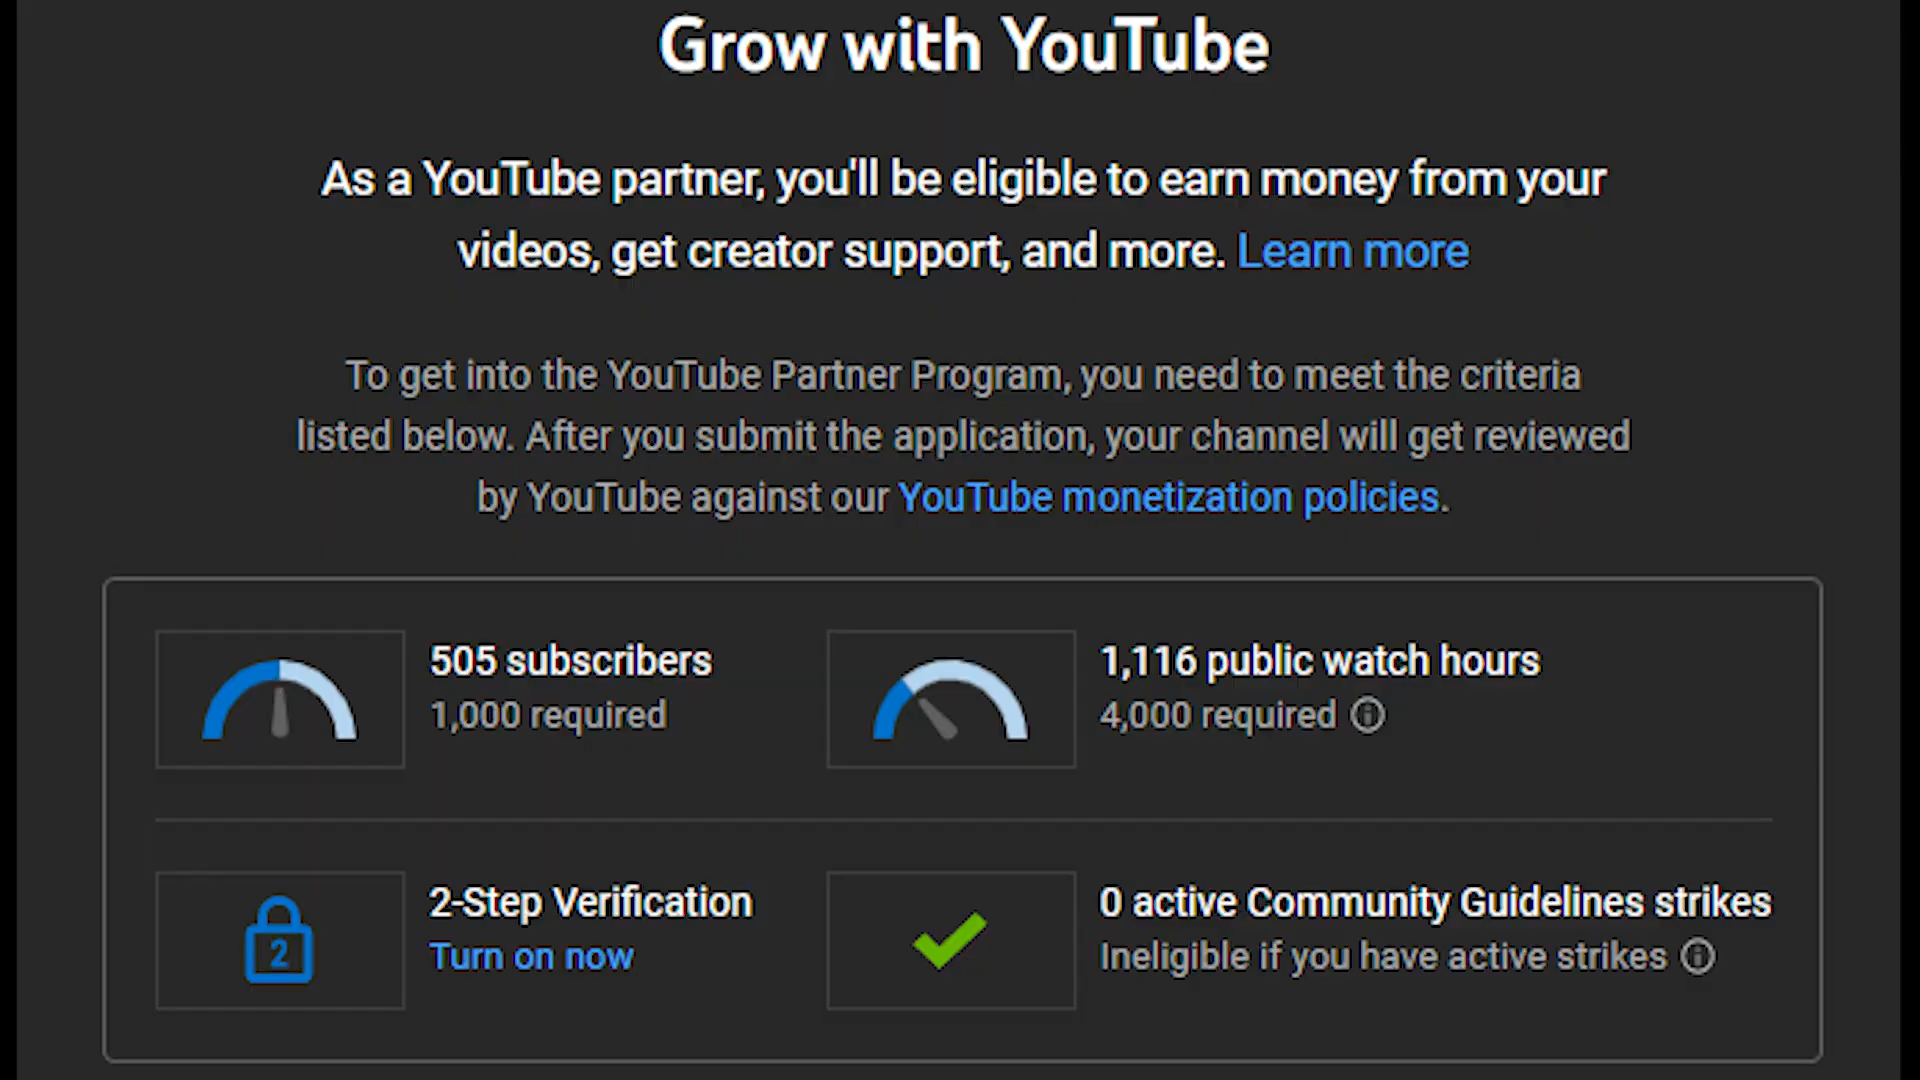 Grow with YouTube
As a YouTube partner, you'll be eligible to earn money from your
videos, get creator support, and more. Learn more
To get into the YouTube Partner Program, you need to meet the criteria
listed below. After you submit the application, your channel will get reviewed
by YouTube against our YouTube monetization policies.
505 subscribers
1,000 required
1,116 public watch hours
4,000 required
2
2-Step Verification
Turn on now
0 active Community Guidelines strikes
Ineligible if you have active strikes